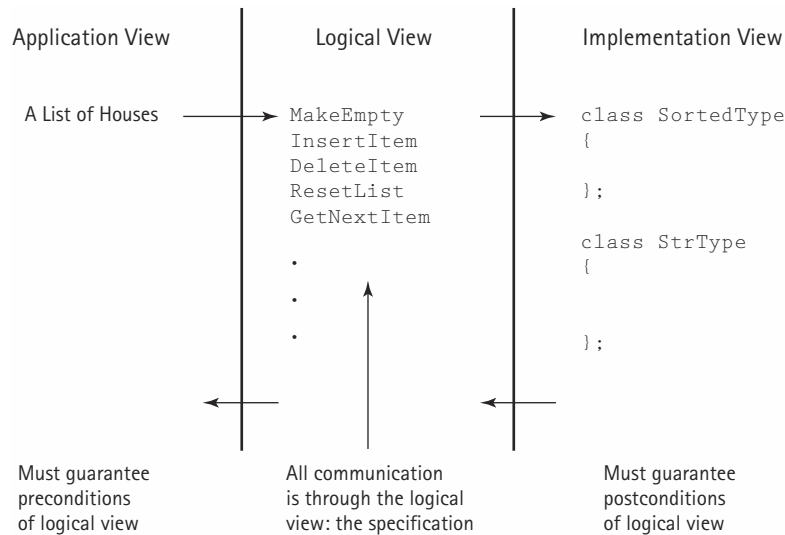 Application View
Logical View
Implementation View
A List of Houses
MakeEmpty
InsertItem
DeleteItem
ResetList
GetNextItem
.
.
.
class SortedType
{
};
class StrType
{
};
Must guarantee
preconditions
of logical view
All communication
is through the logical
view: the specification
Must guarantee
postconditions
of logical view